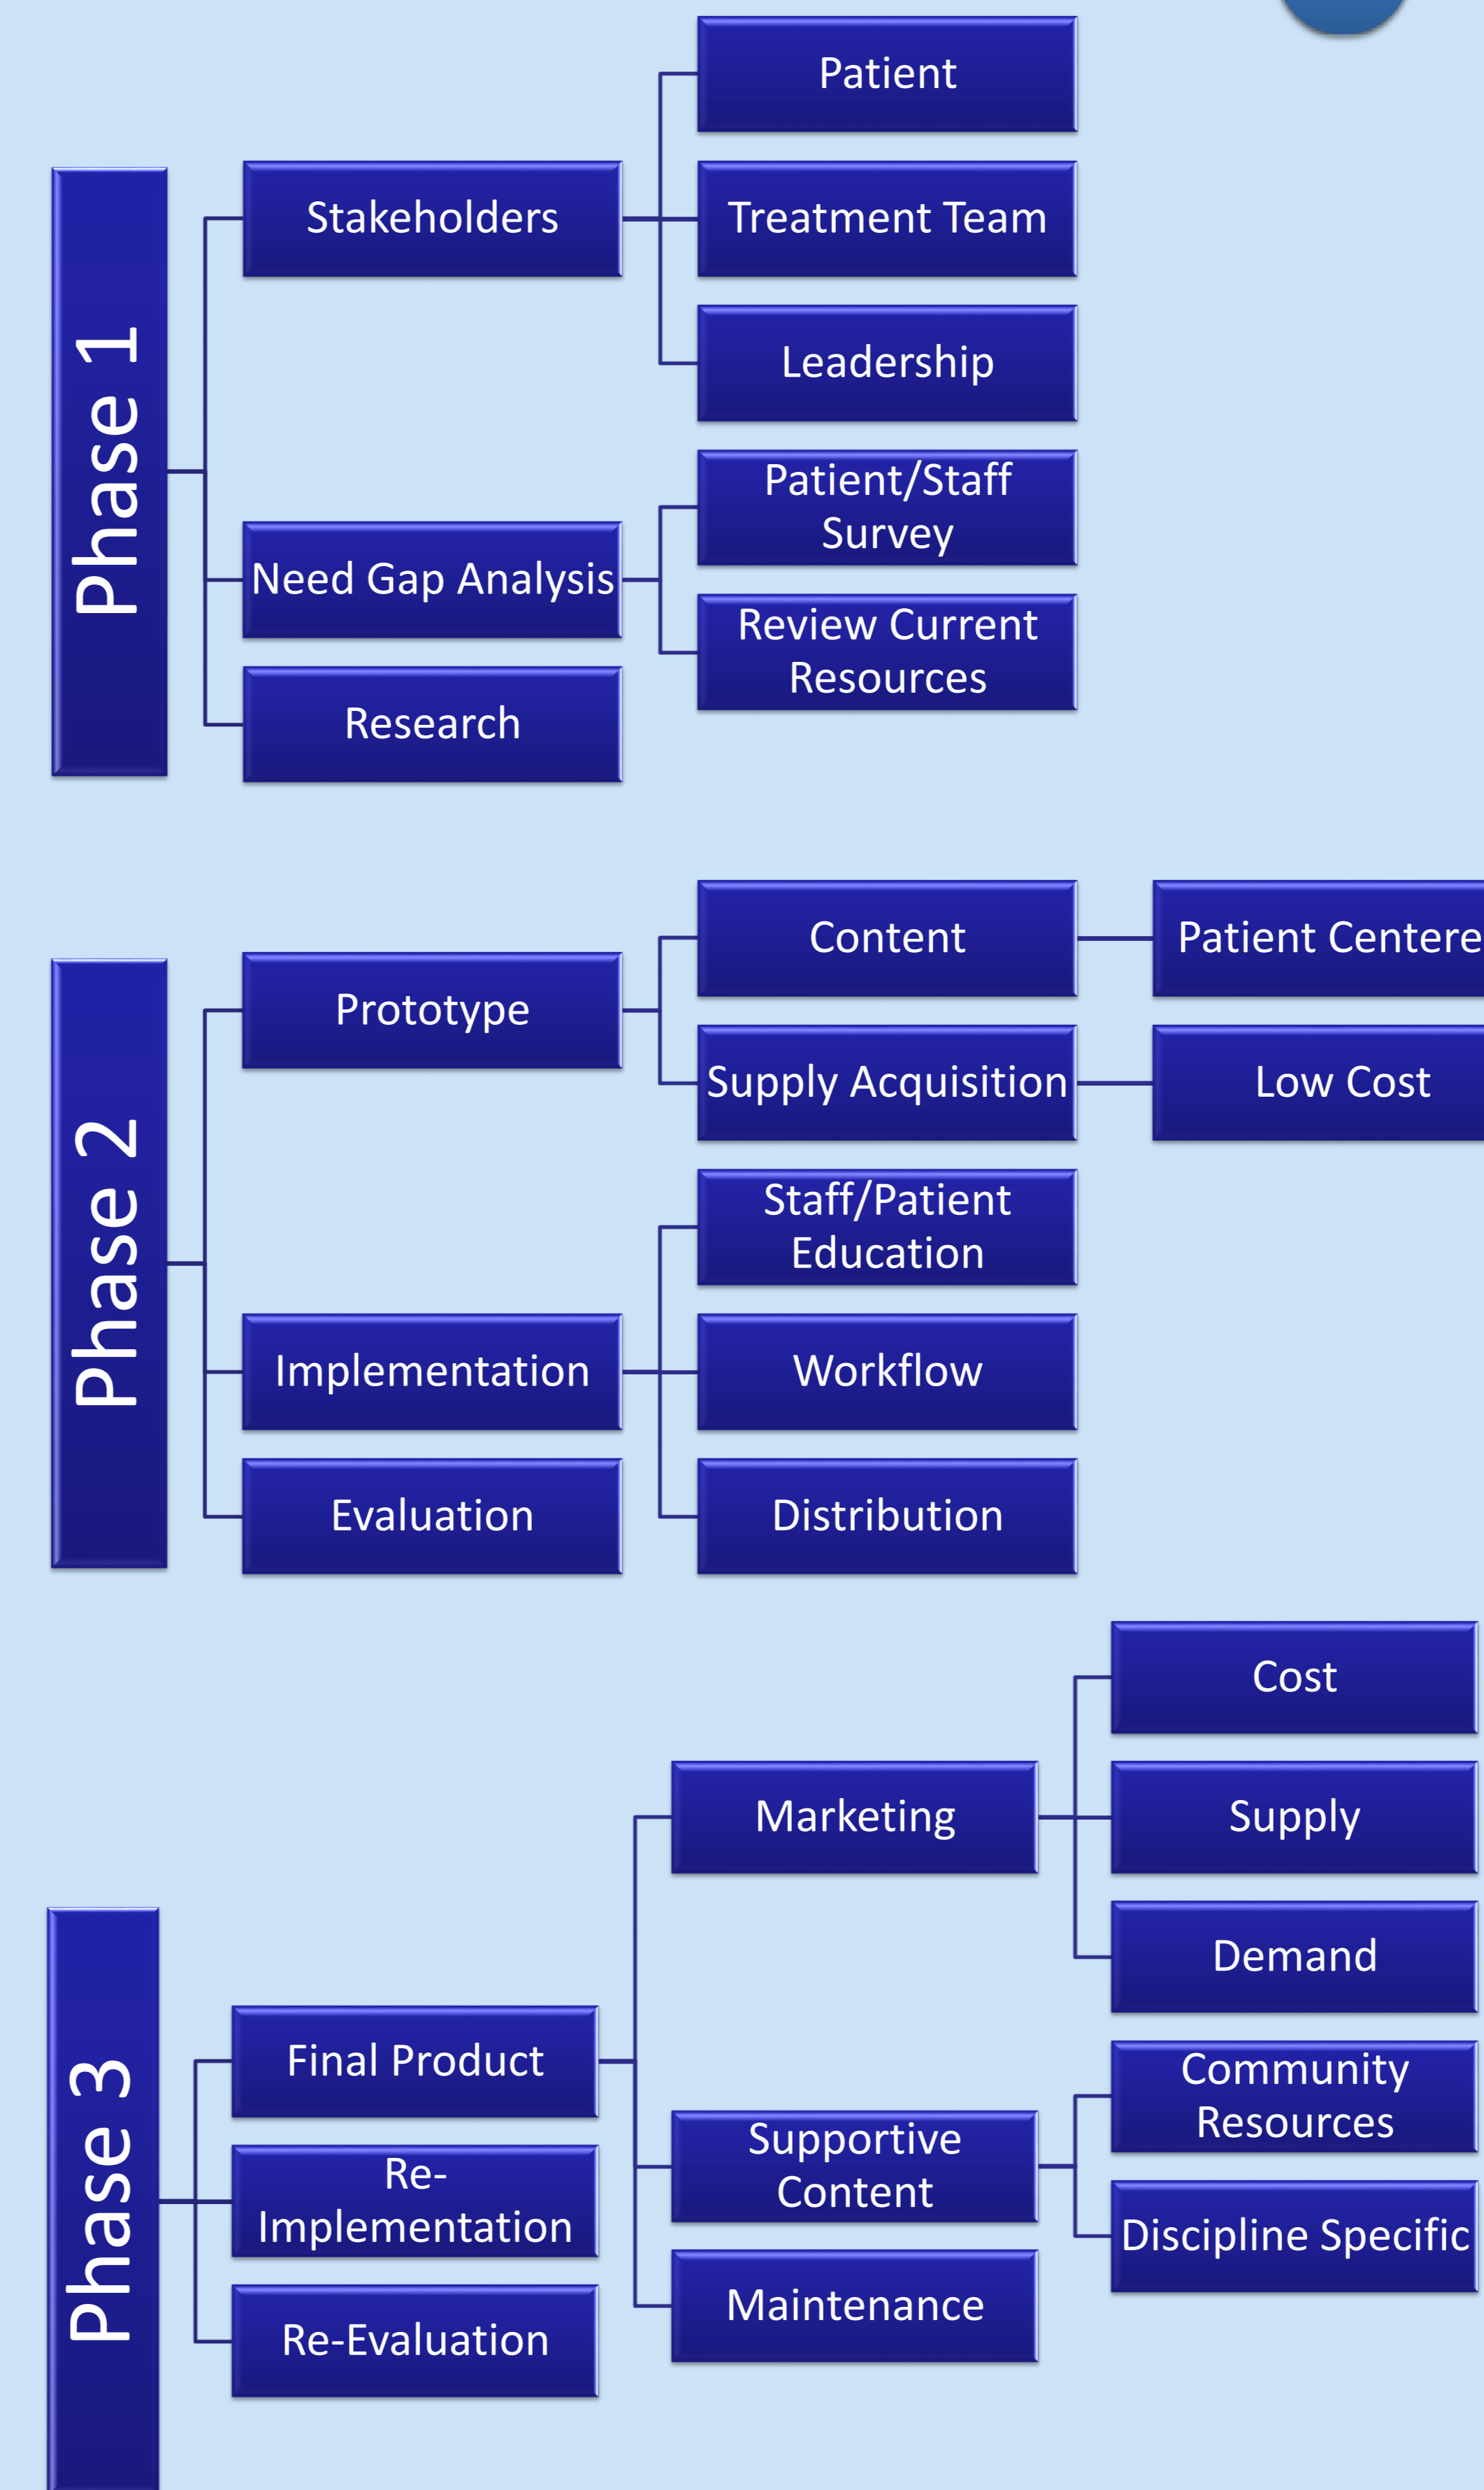 Phase 1
Stakeholders
Patient
Treatment Team
Leadership
Need Gap Analysis
Patient/Staff
Survey
Review Current
Resources
Research
Phase 2
Prototype
Content
Patient Centere
Supply Acquisition
Low Cost
Implementation
Staff/Patient
Education
Workflow
Distribution
Evaluation
Phase 3
Final Product
Marketing
Cost
Supply
Demand
Supportive
Content
Community
Resources
Discipline Specific
Maintenance
Re-
Implementation
Re-Evaluation